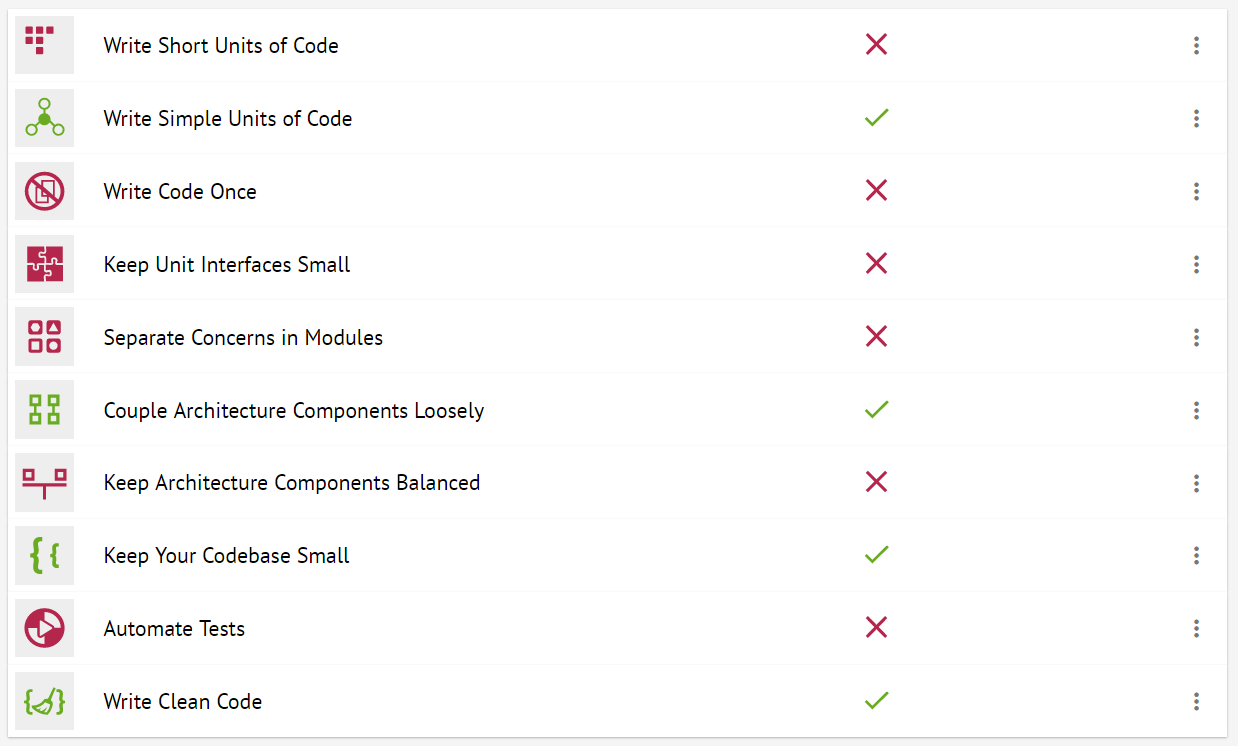 Write Short Units of Code
Write Simple Units of Code
Write Code Once
Keep Unit Interfaces Small
Separate Concerns in Modules
Couple Architecture Components Loosely
Keep Architecture Components Balanced
Keep Your Codebase Small
Automate Tests
Write Clean Code